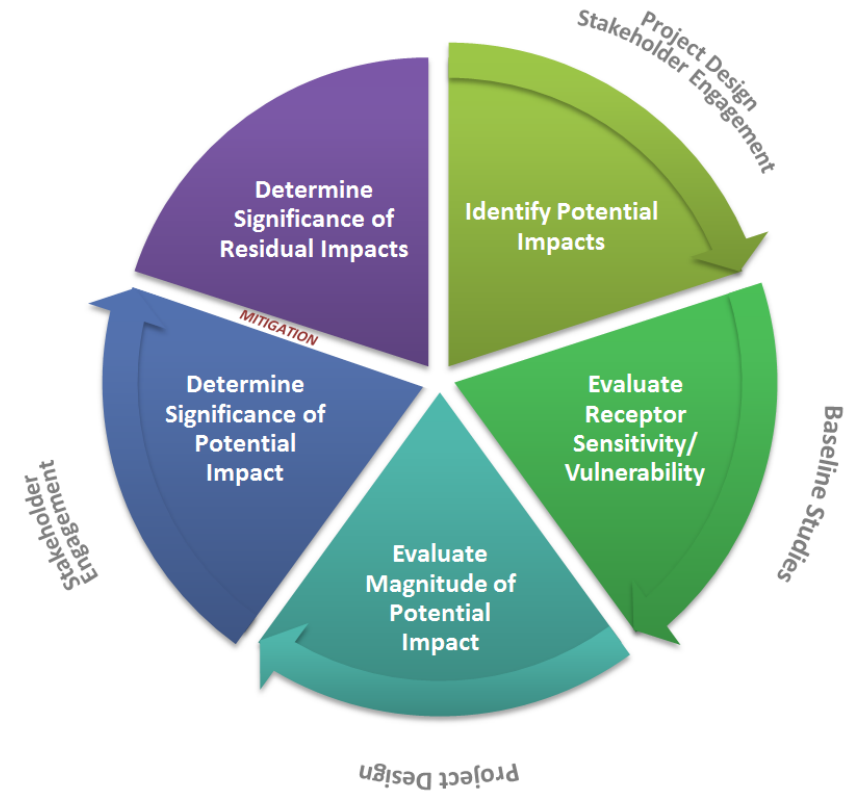 Project Design
Stakeholder Engagement
Identify Potential
Impacts
Evaluate
Receptor
Sensitivity/
Vulnerability
Baseline Studies
Evaluate
Magnitude of
Potential
Impact
Project Design
Determine
Significance of
Potential
Impact
Stakeholder
Engagement
MITIGATION
Determine
Significance of
Residual Impacts